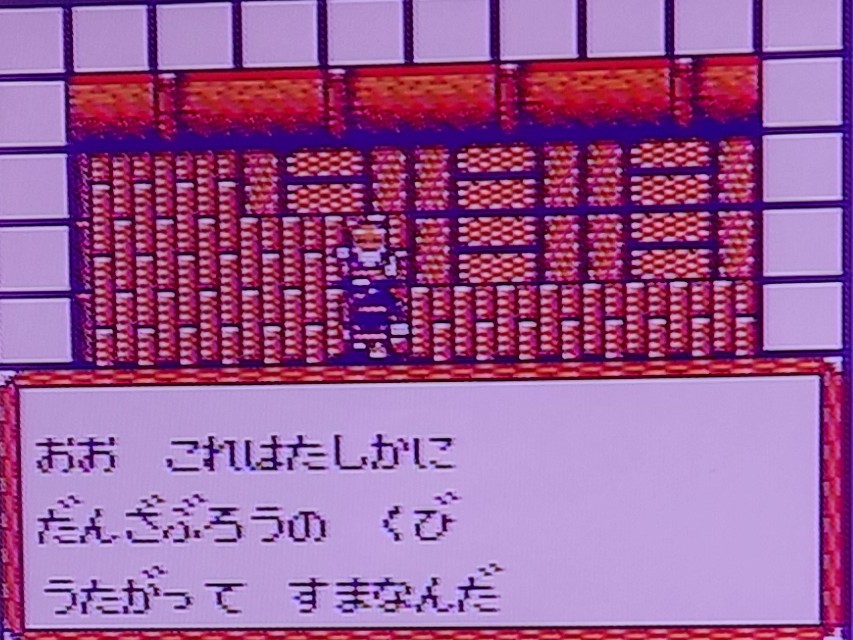 おお　これはたしかに
だんざぶろうの　くび
うたがって　すまなんだ